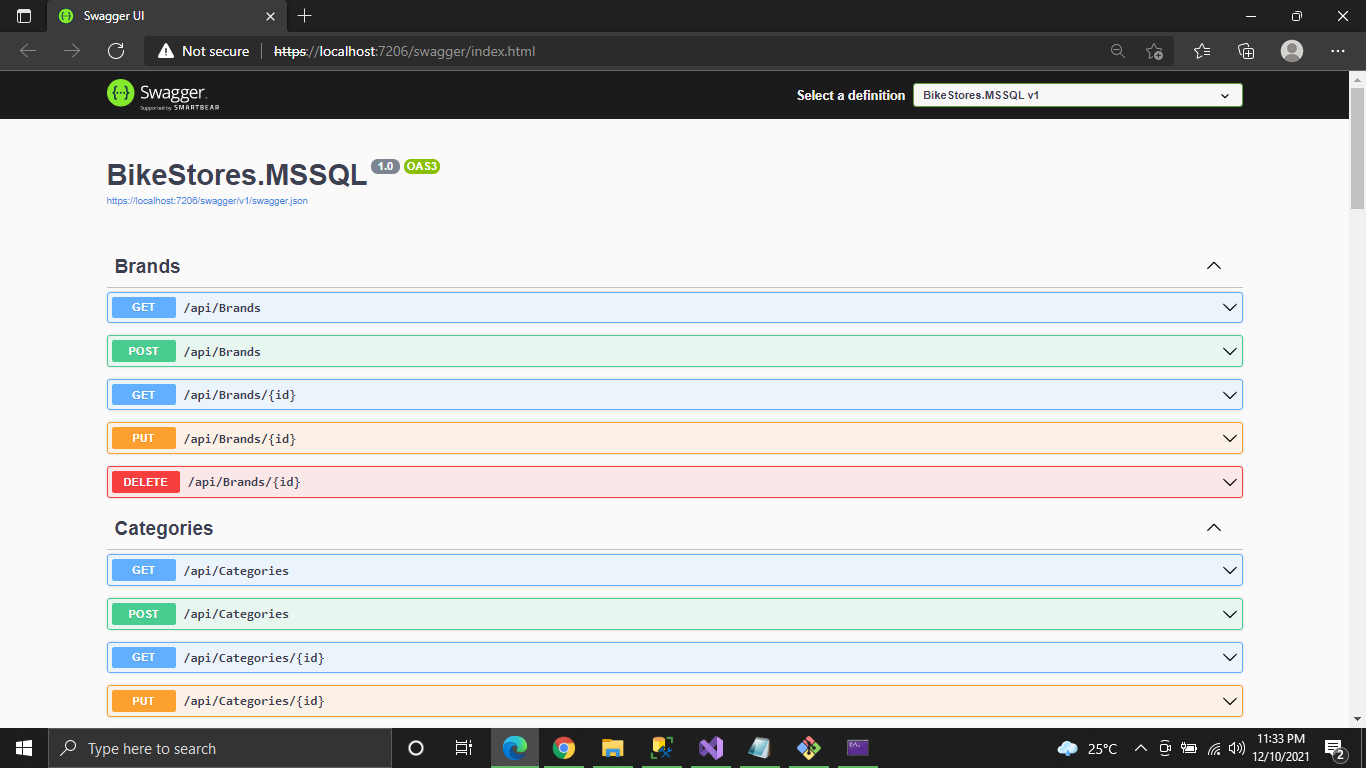 Swagger UI
Not secure
https://localhost:7206/swagger/index.html
Swagger.
Supported by SMARTBEAR
Select a definition
BikeStores.MSSQL v1
BikeStores.MSSQL 1.0 OAS3
https://localhost:7206/swagger/v1/swagger.json
Brands
GET /api/Brands
POST /api/Brands
GET /api/Brands/{id}
PUT /api/Brands/{id}
DELETE /api/Brands/{id}
Categories
GET /api/Categories
POST /api/Categories
GET /api/Categories/{id}
PUT /api/Categories/{id}
Type here to search
25°C
11:33 PM
12/10/2021
2